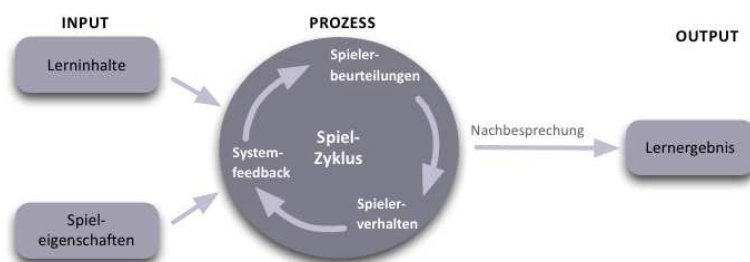 INPUT
PROZESS
OUTPUT
Lerninhalte
Spieler-
beurteilungen
Nachbesprechung
Spiel-
Zyklus
System-
feedback
Lernergebnis
Spieler-
verhalten
Spiel-
eigenschaften